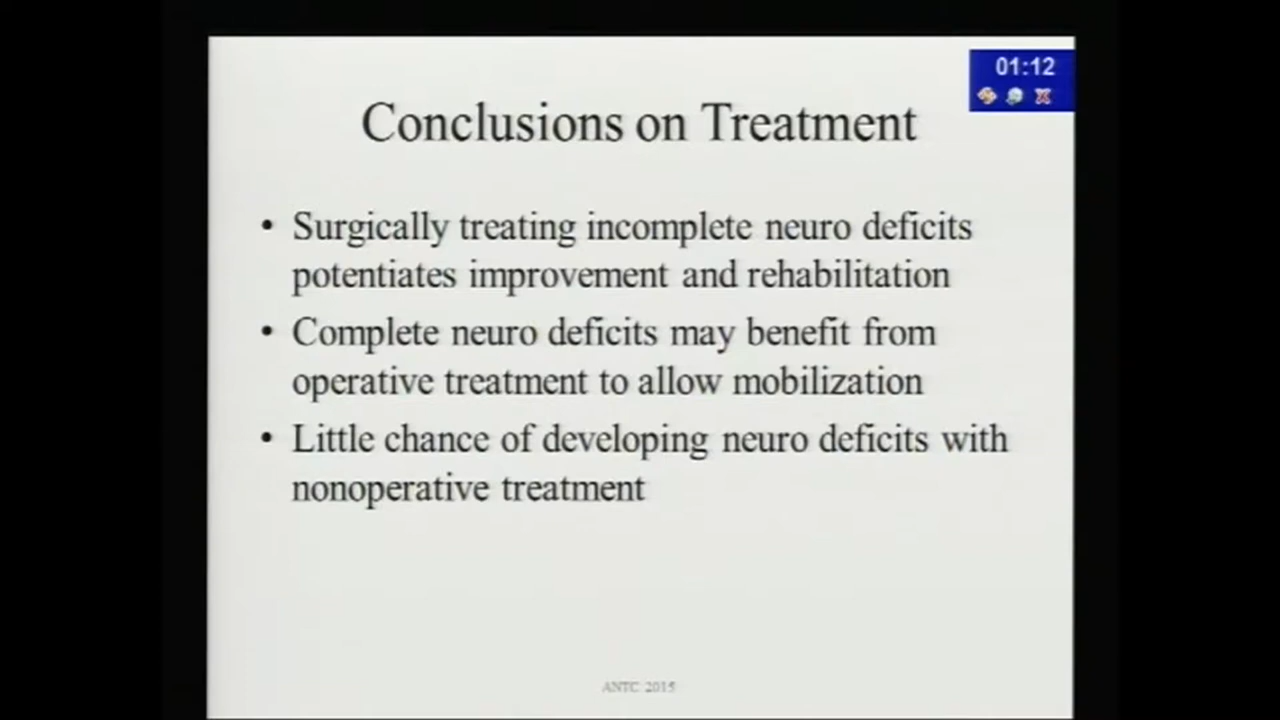 01:12
Conclusions on Treatment
• Surgically treating incomplete neuro deficits
potentiates improvement and rehabilitation
• Complete neuro deficits may benefit from
operative treatment to allow mobilization
• Little chance of developing neuro deficits with
nonoperative treatment
ANTC 2015